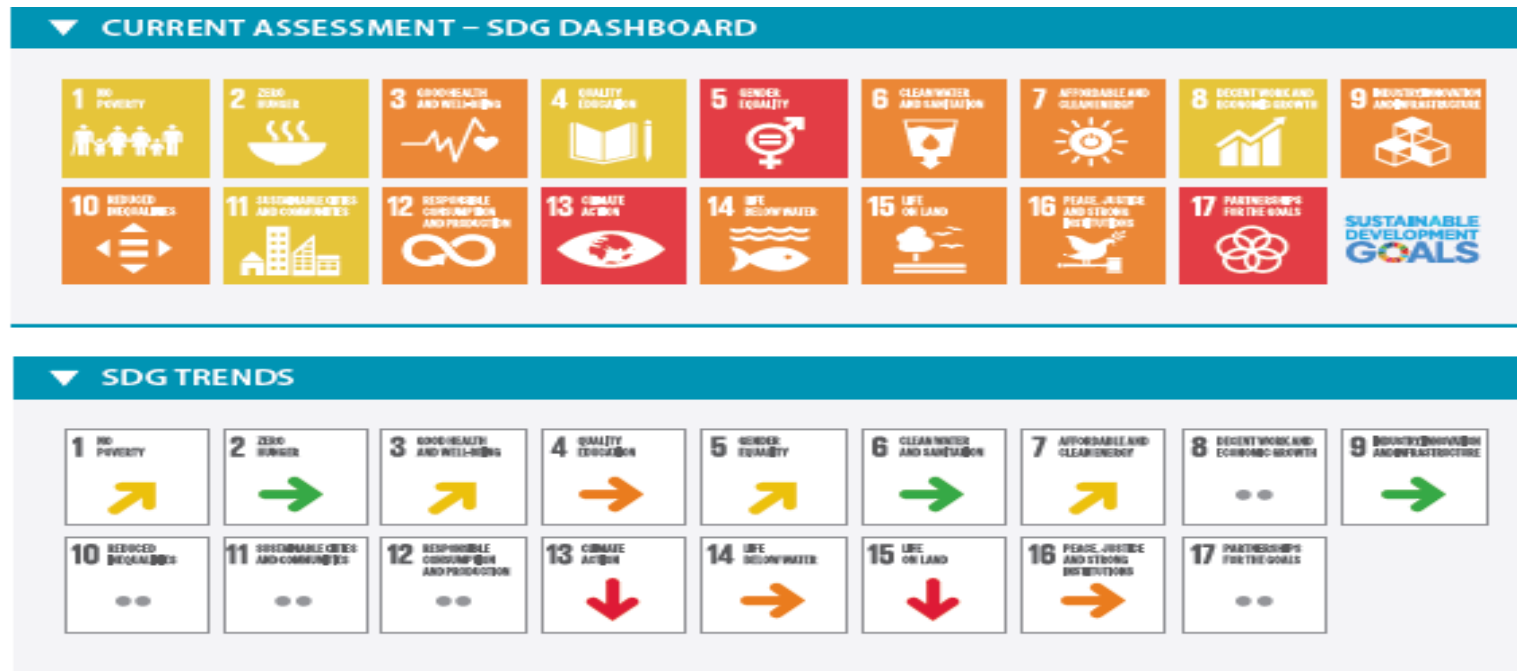 CURRENT ASSESSMENT – SDG DASHBOARD
1 NO
POVERTY
2 ZERO
HUNGER
3 GOOD HEALTH
AND WELL-BEING
4 QUALITY
EDUCATION
5 GENDER
EQUALITY
6 CLEAN WATER
AND SANITATION
7 AFFORDABLE AND
CLEAN ENERGY
8 DECENT WORK AND
ECONOMIC GROWTH
9 INDUSTRY, INNOVATION
AND INFRASTRUCTURE
10 REDUCED
INEQUALITIES
11 SUSTAINABLE CITIES
AND COMMUNITIES
12 RESPONSIBLE
CONSUMPTION
AND PRODUCTION
13 CLIMATE
ACTION
14 LIFE
BELOW WATER
15 LIFE
ON LAND
16 PEACE, JUSTICE
AND STRONG
INSTITUTIONS
17 PARTNERSHIPS
FOR THE GOALS
SUSTAINABLE
DEVELOPMENT
GOALS
SDG TRENDS
1 NO
POVERTY
2 ZERO
HUNGER
3 GOOD HEALTH
AND WELL-BEING
4 QUALITY
EDUCATION
5 GENDER
EQUALITY
6 CLEAN WATER
AND SANITATION
7 AFFORDABLE AND
CLEAN ENERGY
8 DECENT WORK AND
ECONOMIC GROWTH
9 INDUSTRY, INNOVATION
AND INFRASTRUCTURE
10 REDUCED
INEQUALITIES
11 SUSTAINABLE CITIES
AND COMMUNITIES
12 RESPONSIBLE
CONSUMPTION
AND PRODUCTION
13 CLIMATE
ACTION
14 LIFE
BELOW WATER
15 LIFE
ON LAND
16 PEACE, JUSTICE
AND STRONG
INSTITUTIONS
17 PARTNERSHIPS
FOR THE GOALS